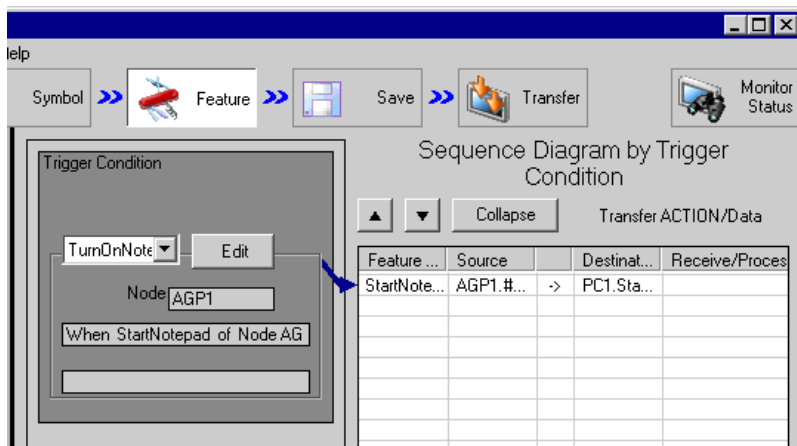 Help
Symbol
Feature
Save
Transfer
Monitor
Status
Trigger Condition
TurnOnNote
Edit
Node AGP1
When StartNotepad of Node AG
Sequence Diagram by Trigger
Condition
Collapse
Transfer ACTION/Data
Feature ... Source Destinat... Receive/Proces
StartNote... AGP1.#... -> PC1.Sta...